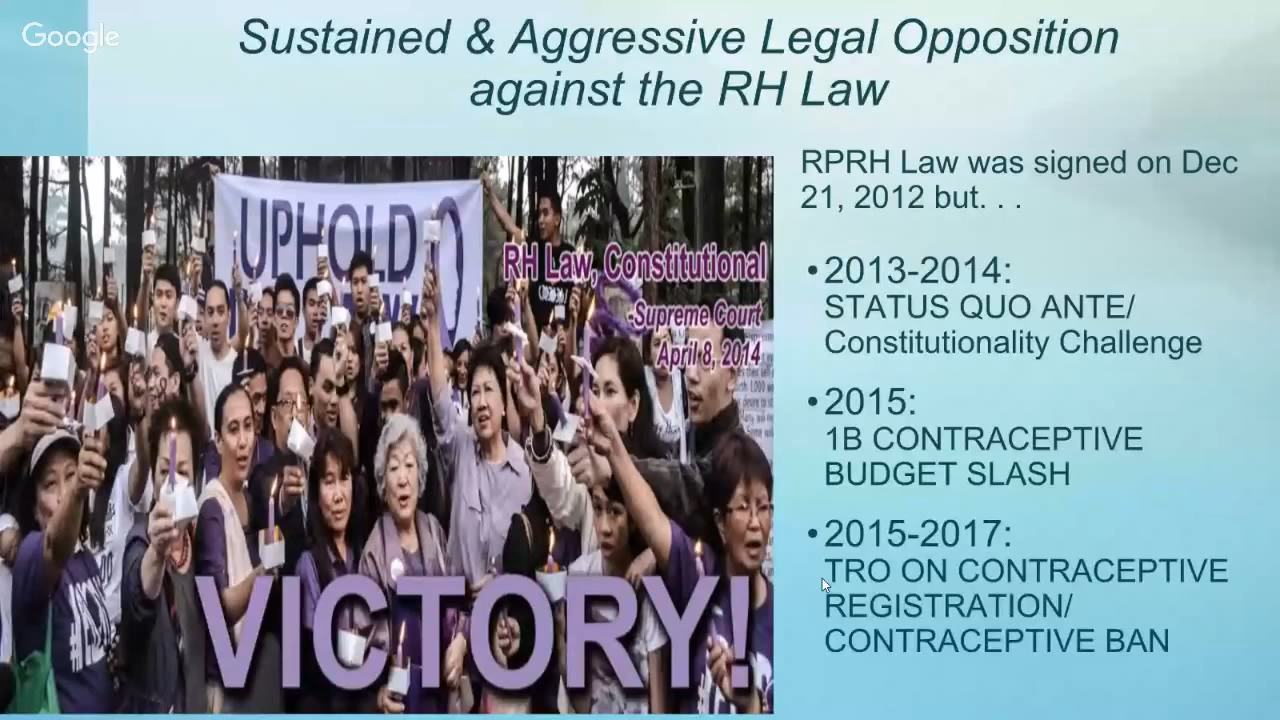 Google
Sustained & Aggressive Legal Opposition
against the RH Law
UPHOLD
RH Law, Constitutional
-Supreme Court
April 8, 2014
VICTORY!
RPRH Law was signed on Dec
21, 2012 but. . .
•2013-2014:
STATUS QUO ANTE/
Constitutionality Challenge
•2015:
1B CONTRACEPTIVE
BUDGET SLASH
•2015-2017:
TRO ON CONTRACEPTIVE
REGISTRATION/
CONTRACEPTIVE BAN